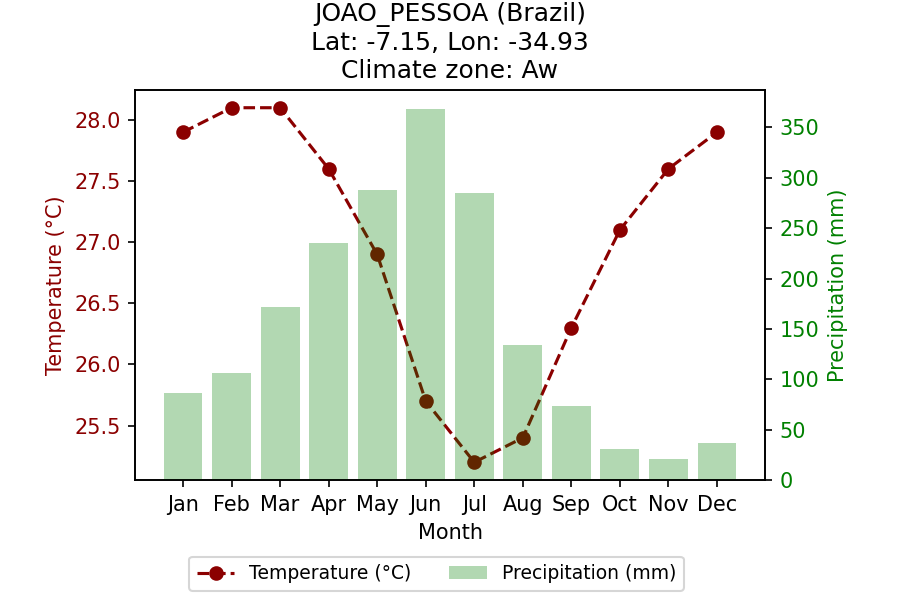 JOAO_PESSOA (Brazil)
Lat: -7.15, Lon: -34.93
Climate zone: Aw
Temperature (°C)
28.0
27.5
27.0
26.5
26.0
25.5
350
300
250
200
150
100
50
0
Precipitation (mm)
Jan Feb Mar Apr May Jun Jul Aug Sep Oct Nov Dec
Month
Temperature (°C) Precipitation (mm)